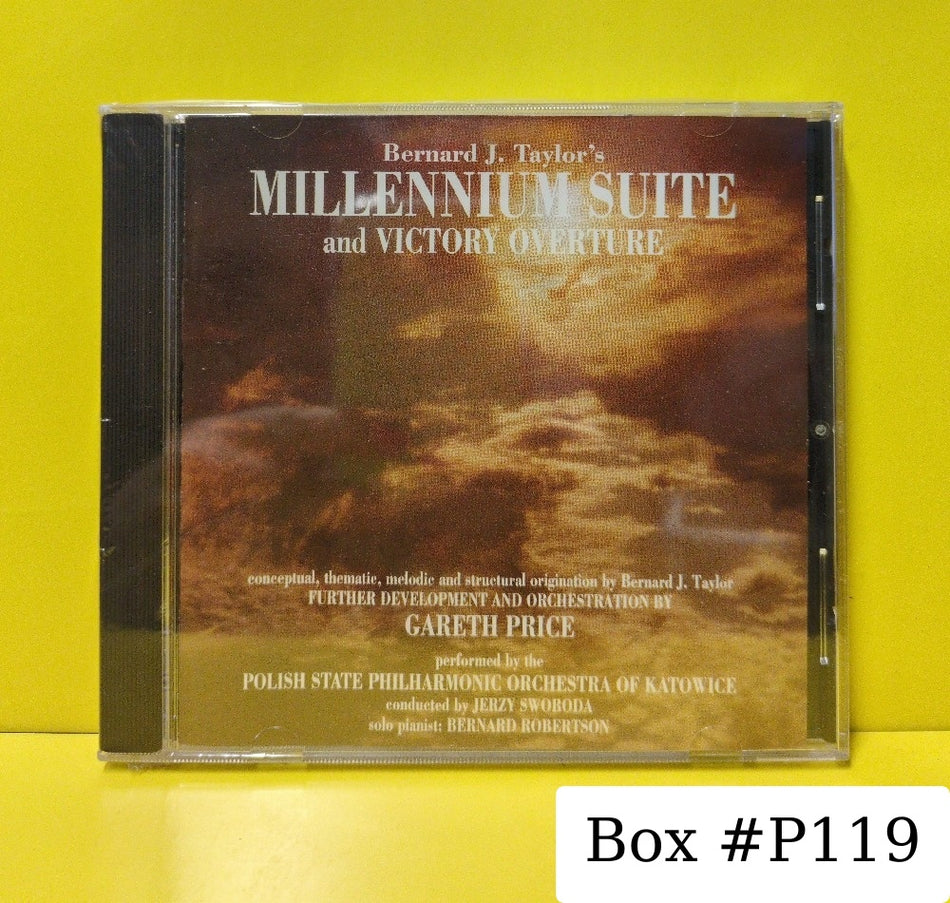 Bernard J. Taylor's
MILLENNIUM SUITE
and VICTORY OVERTURE
conceptual, thematic, melodic and structural origination by Bernard J. Taylor
FURTHER DEVELOPMENT AND ORCHESTRATION BY
GARETH PRICE
performed by the
POLISH STATE PHILHARMONIC ORCHESTRA OF KATOWICE
conducted by JERZY SWOBODA
solo pianist: BERNARD ROBERTSON
Box #P119